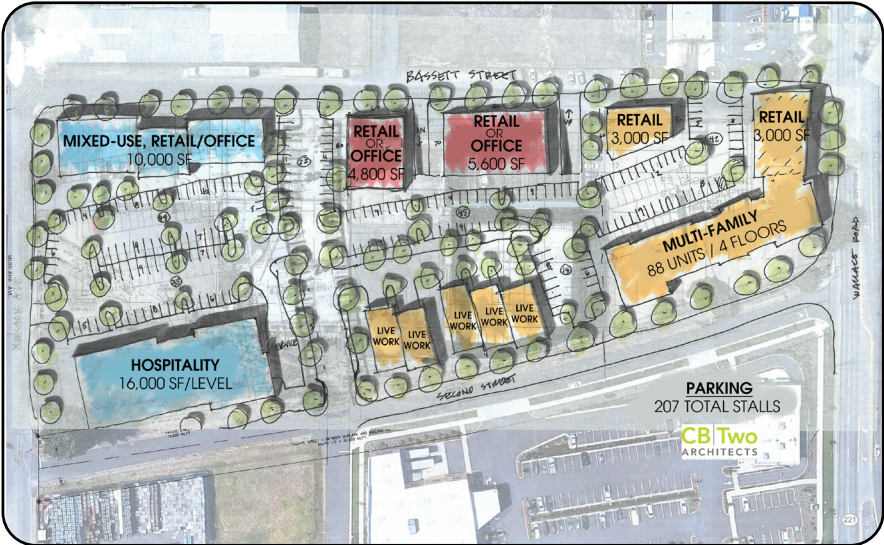 BASSETT STREET
MIXED-USE, RETAIL/OFFICE
10,000 SF
RETAIL
OR
OFFICE
4,800 SF
RETAIL
OR
OFFICE
5,600 SF
RETAIL
3,000 SF
RETAIL
3,000 SF
MULTI-FAMILY
88 UNITS / 4 FLOORS
WALLACE ROAD
LIVE
WORK
LIVE
WORK
LIVE
WORK
LIVE
WORK
LIVE
WORK
HOSPITALITY
16,000 SF/LEVEL
SERVICE
SECOND STREET
PARKING
207 TOTAL STALLS
CB Two
ARCHITECTS
221